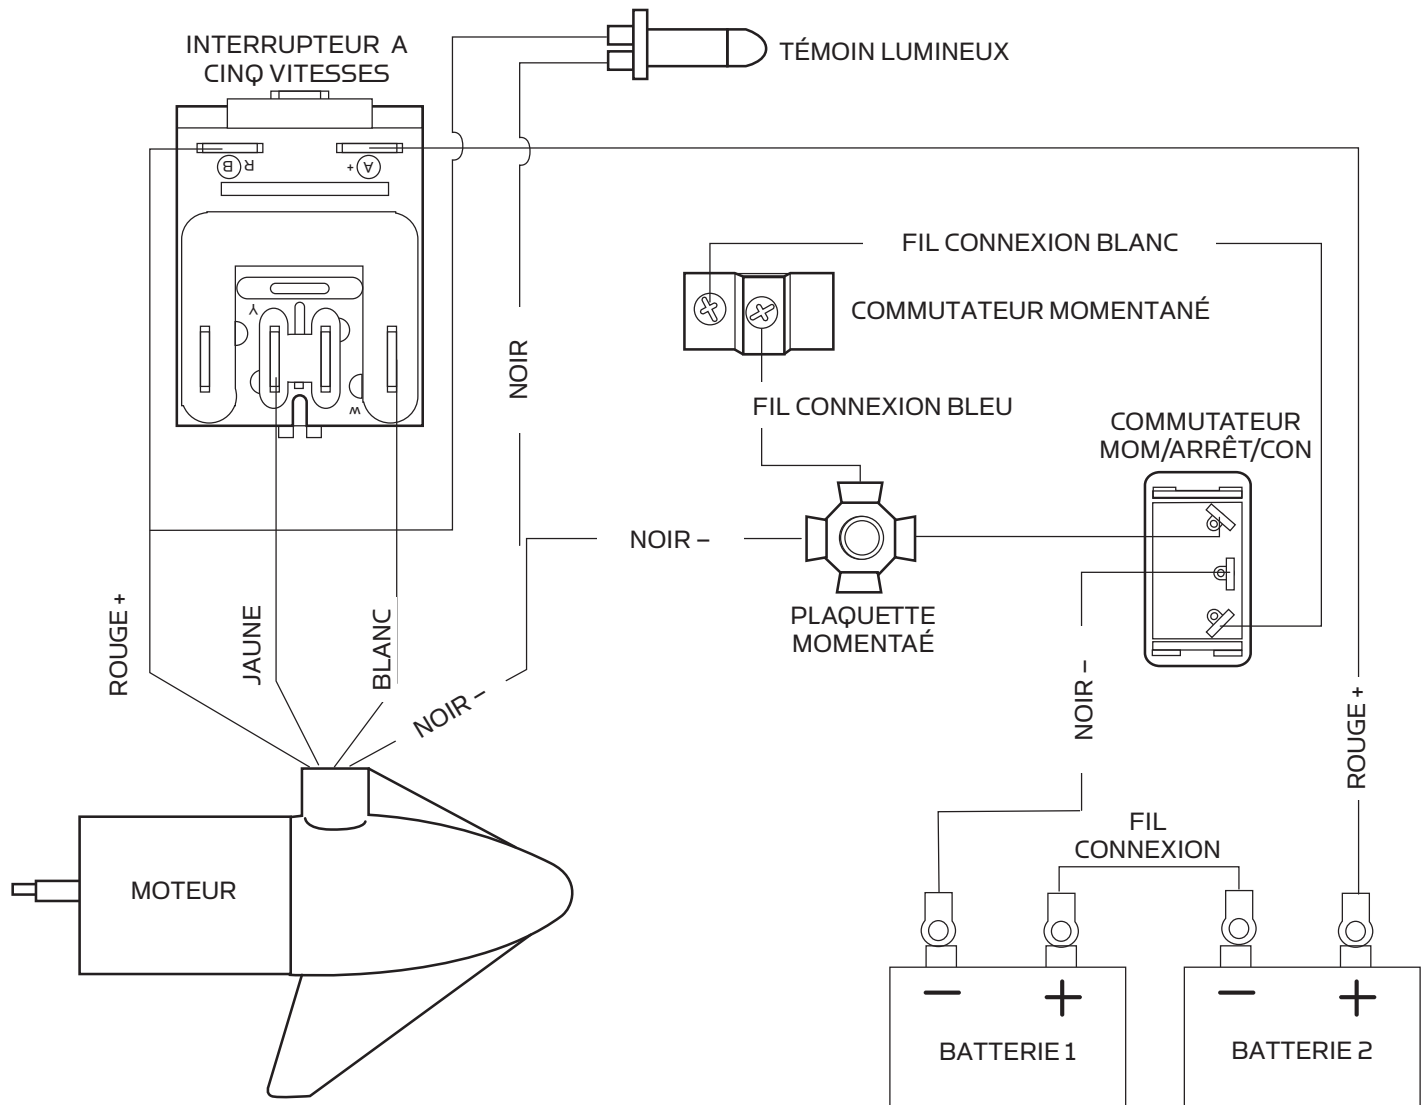 INTERRUPTEUR A
CINQ VITESSES
TÉMOIN LUMINEUX
B R
A +
Y
W
NOIR
FIL CONNEXION BLANC
COMMUTATEUR MOMENTANÉ
FIL CONNEXION BLEU
COMMUTATEUR
MOM/ARRÊT/CON
NOIR –
PLAQUETTE
MOMENTAÉ
ROUGE +
JAUNE
BLANC
NOIR –
NOIR –
ROUGE +
FIL
CONNEXION
MOTEUR
– +
– +
BATTERIE 1
BATTERIE 2